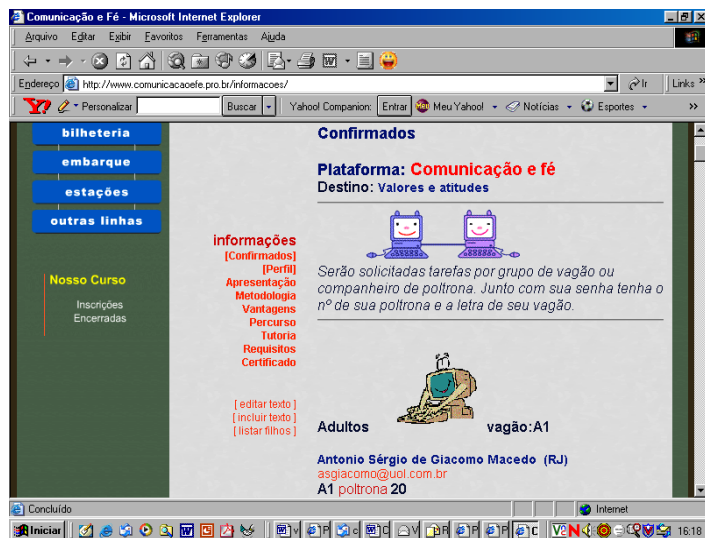 Comunicação e Fé - Microsoft Internet Explorer
Arquivo Editar Exibir Favoritos Ferramentas Ajuda
Endereço http://www.comunicacaoefe.pro.br/informacoes/ Ir Links »
Y! Personalizar Buscar Yahoo! Companion: Entrar Meu Yahoo! Notícias Esportes »
bilheteria
embarque
estações
outras linhas
Nosso Curso
Inscrições
Encerradas
informações
[Confirmados]
[Perfil]
Apresentação
Metodologia
Vantagens
Percurso
Tutoria
Requisitos
Certificado
[ editar texto ]
[ incluir texto ]
[ listar filhos ]
Confirmados
Plataforma: Comunicação e fé
Destino: Valores e atitudes
Serão solicitadas tarefas por grupo de vagão ou
companheiro de poltrona. Junto com sua senha tenha o
nº de sua poltrona e a letra de seu vagão.
Adultos vagão:A1
Antonio Sérgio de Giacomo Macedo (RJ)
asgiacomo@uol.com.br
A1 poltrona 20
Concluído Internet
Iniciar 16:18